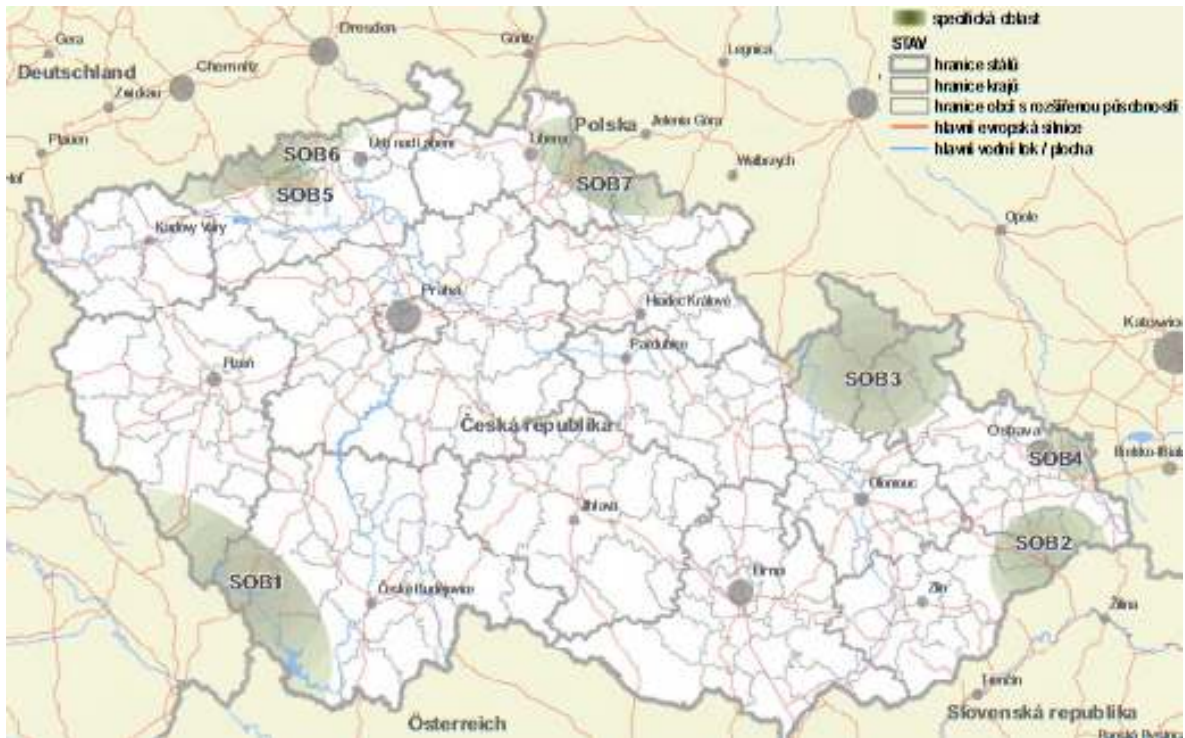 specifická oblast
STAV
hranice států
hranice krajů
hranice obcí s rozšířenou působností
hlavní evropská silnice
hlavní vodní tok / plocha
Dresden
Görlitz
Gera
Legnica
Deutschland
Chemnitz
Zwickau
Polska
Jelenia Góra
Plauen
Hof
SOB6
Ústí nad Labem
Liberec
Walbrzych
SOB5
SOB7
Opole
Karlovy Vary
Praha
Hradec Králové
Katowice
Pardubice
Plzeň
SOB3
Česká republika
Ostrava
SOB4
Olomouc
Jihlava
SOB2
Brno
SOB1
České Budějovice
Zlín
Žilina
Trenčín
Österreich
Slovenská republika